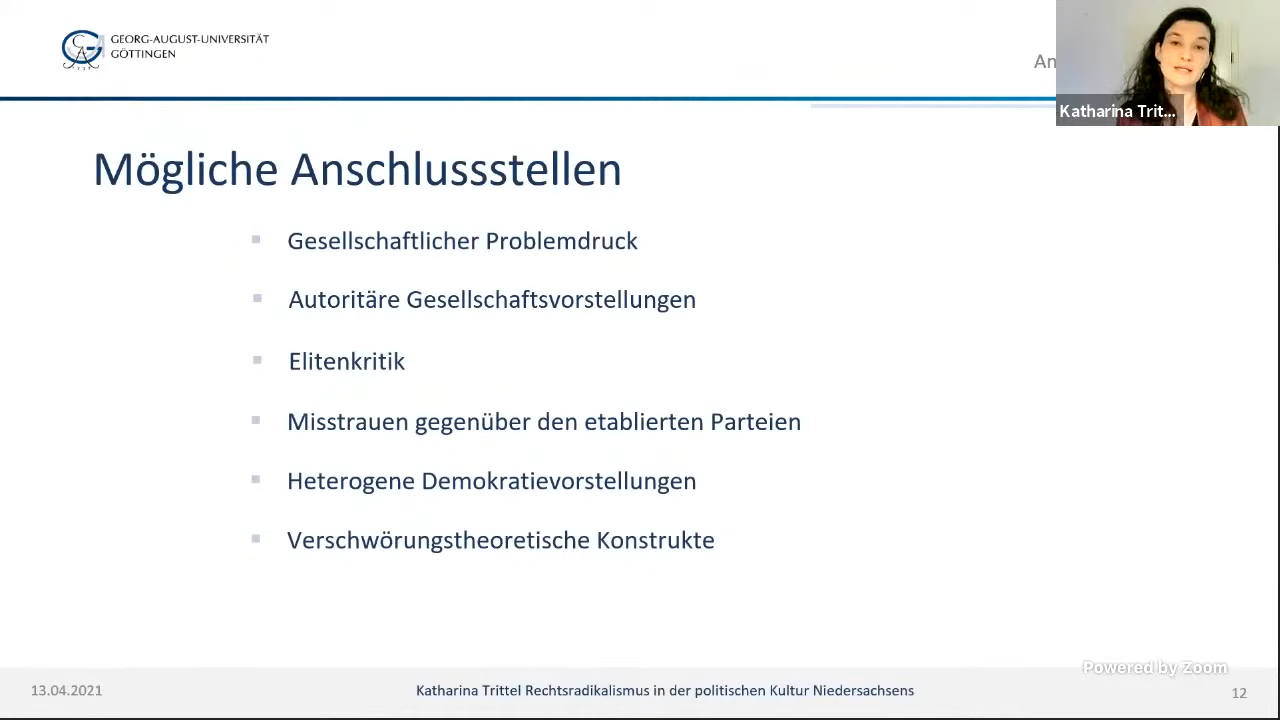 GEORG-AUGUST-UNIVERSITÄT
GÖTTINGEN
An
Katharina Trit...
Mögliche Anschlussstellen
Gesellschaftlicher Problemdruck
Autoritäre Gesellschaftsvorstellungen
Elitenkritik
Misstrauen gegenüber den etablierten Parteien
Heterogene Demokratievorstellungen
Verschwörungstheoretische Konstrukte
Powered by Zoom
13.04.2021
Katharina Trittel Rechtsradikalismus in der politischen Kultur Niedersachsens
12